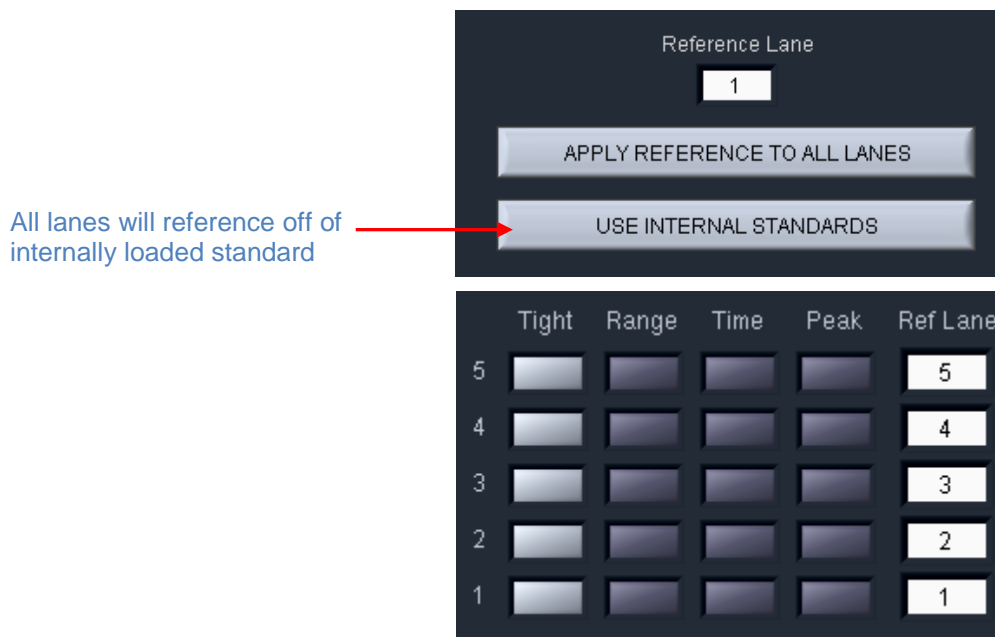 Reference Lane
1
APPLY REFERENCE TO ALL LANES
All lanes will reference off of
internally loaded standard
USE INTERNAL STANDARDS
Tight Range Time Peak Ref Lane
5 5
4 4
3 3
2 2
1 1